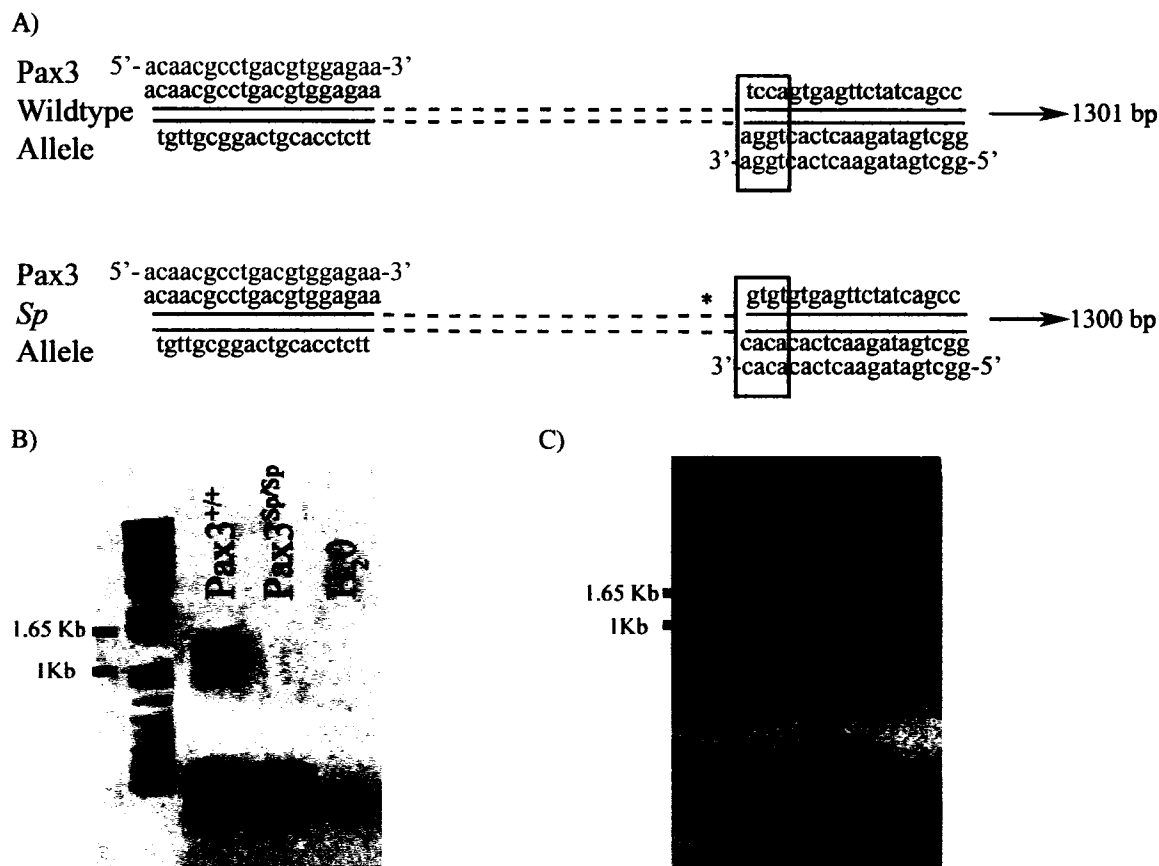 A)
Pax3 5’-acaacgcctgacgtggagaa-3’
acaacgcctgacgtggagaa tccagtgagttctatcagcc
Wildtype 1301 bp
Allele tgttgcggactgcacctctt aggtcactcaagatagtcgg
3’-aggtcactcaagatagtcgg-5’
Pax3 5’-acaacgcctgacgtggagaa-3’
acaacgcctgacgtggagaa * gtgtgtgagttctatcagcc
Sp 1300 bp
Allele tgttgcggactgcacctctt cacacactcaagatagtcgg
3’-cacacactcaagatagtcgg-5’
B)
Pax3+/+
Pax3Sp/Sp
H2O
1.65 Kb
1Kb
C)
1.65 Kb
1Kb